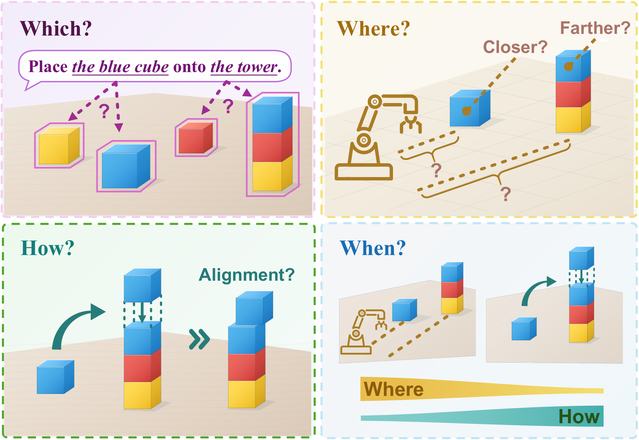 Which?
Place the blue cube onto the tower.
?
?
Where?
Closer?
Farther?
?
?
How?
Alignment?
When?
Where
How